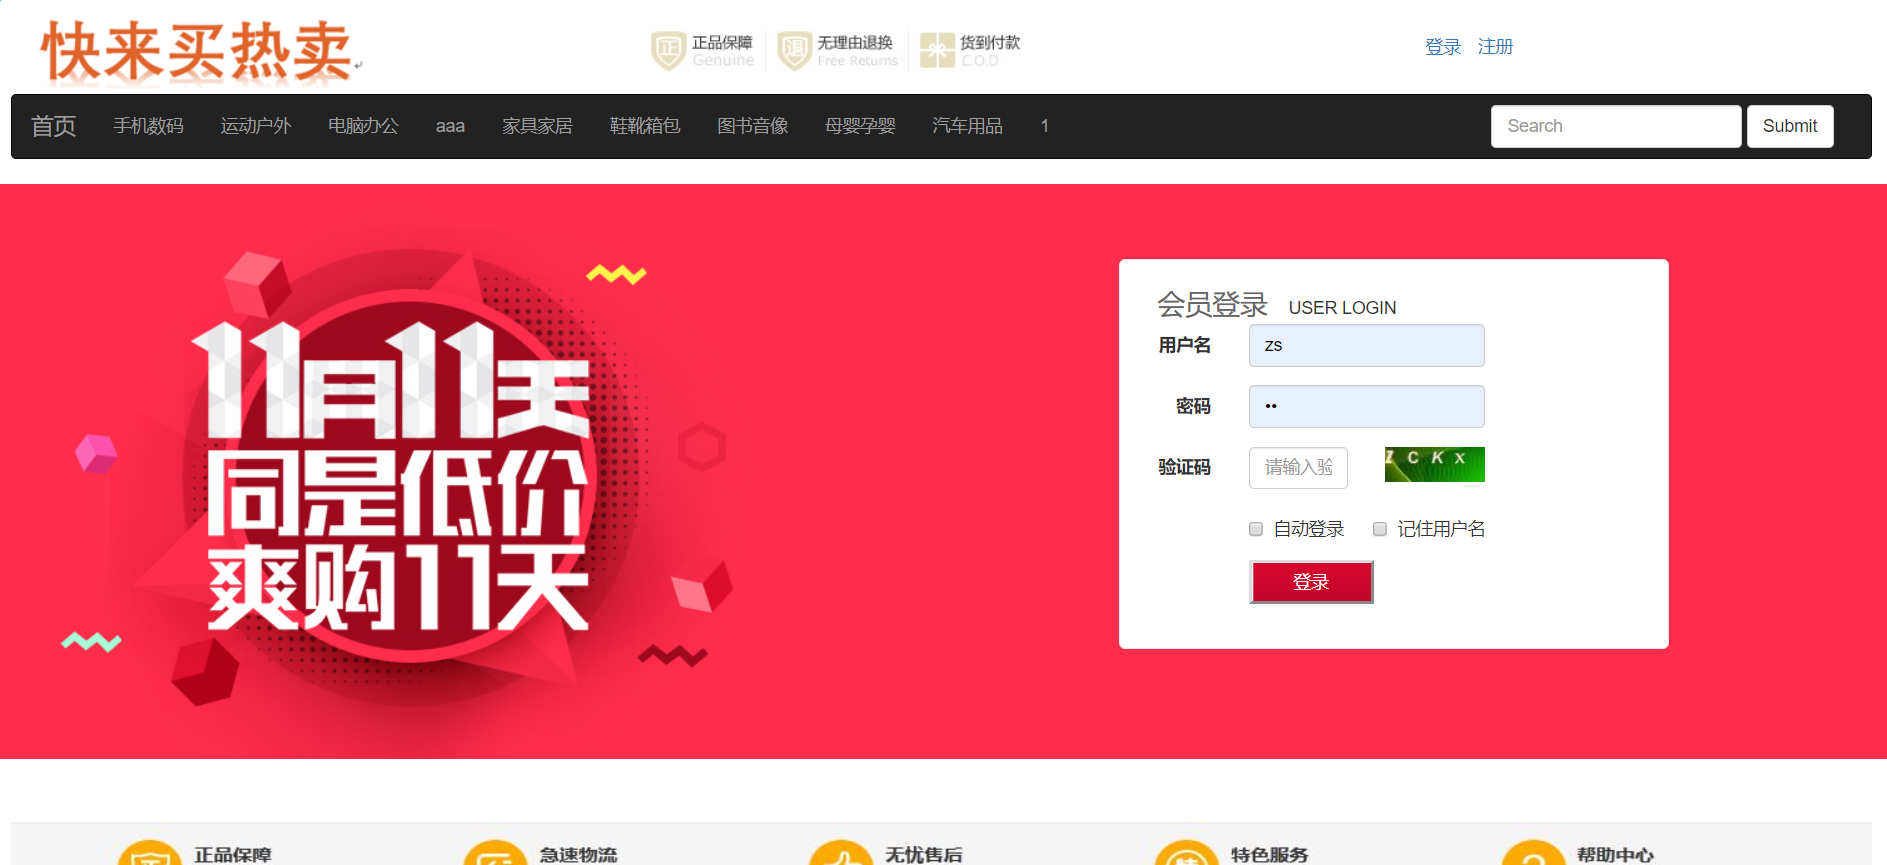 快来买热卖
正品保障
Genuine
无理由退换
Free Returns
货到付款
C.O.D
登录 注册
首页 手机数码 运动户外 电脑办公 aaa 家具家居 鞋靴箱包 图书音像 母婴孕婴 汽车用品 1
Search Submit
11月11天
同是低价
爽购11天
会员登录 USER LOGIN
用户名 zs
密码 ••
验证码 请输入验 Z C K X
自动登录 记住用户名
登录
正品保障 急速物流 无忧售后 特色服务 帮助中心